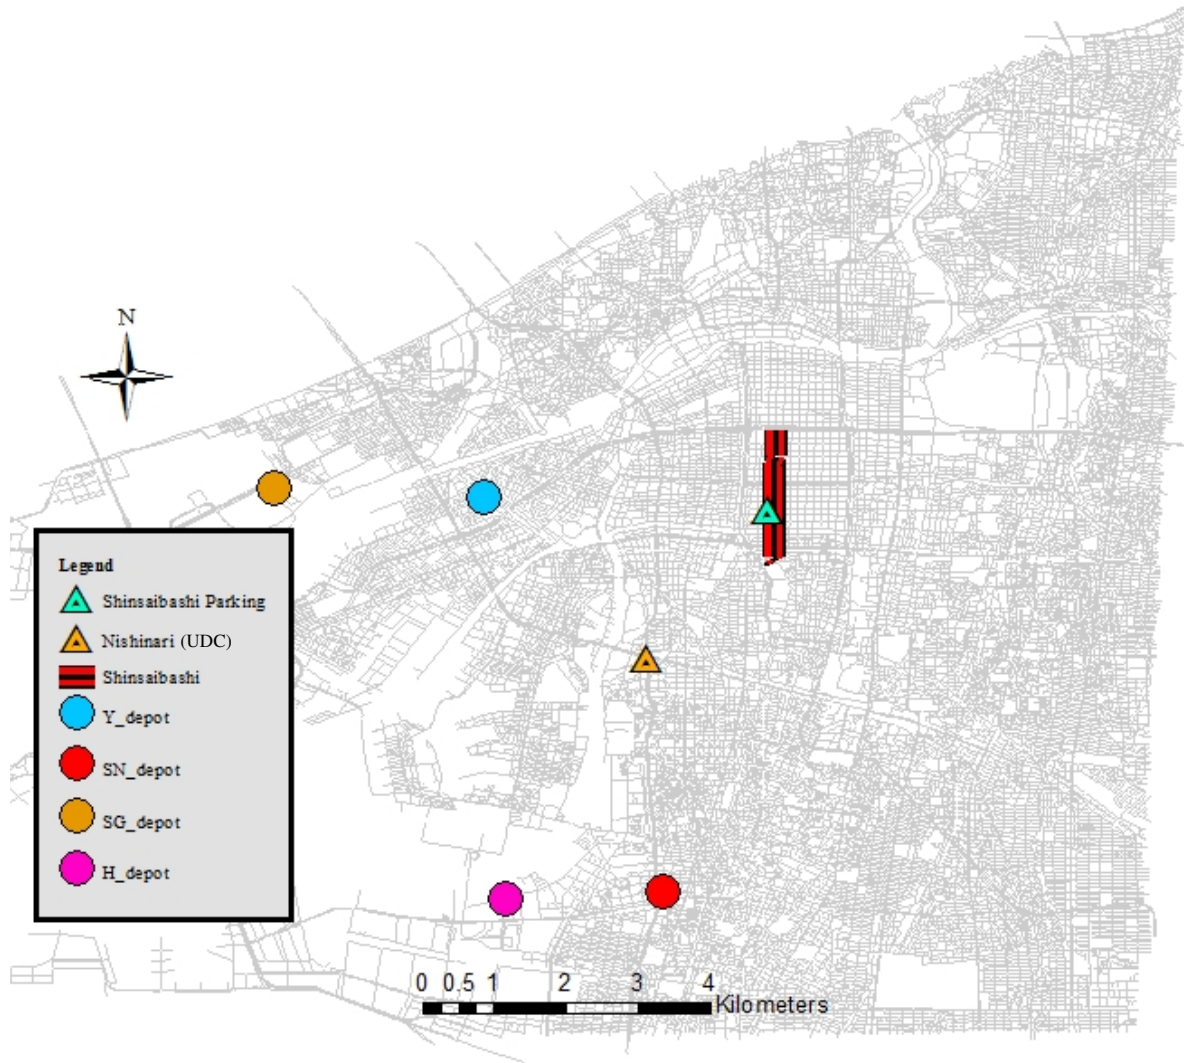 N
Legend
Shinsaibashi Parking
Nishinari (UDC)
Shinsaibashi
Y_depot
SN_depot
SG_depot
H_depot
0 0.5 1 2 3 4
Kilometers